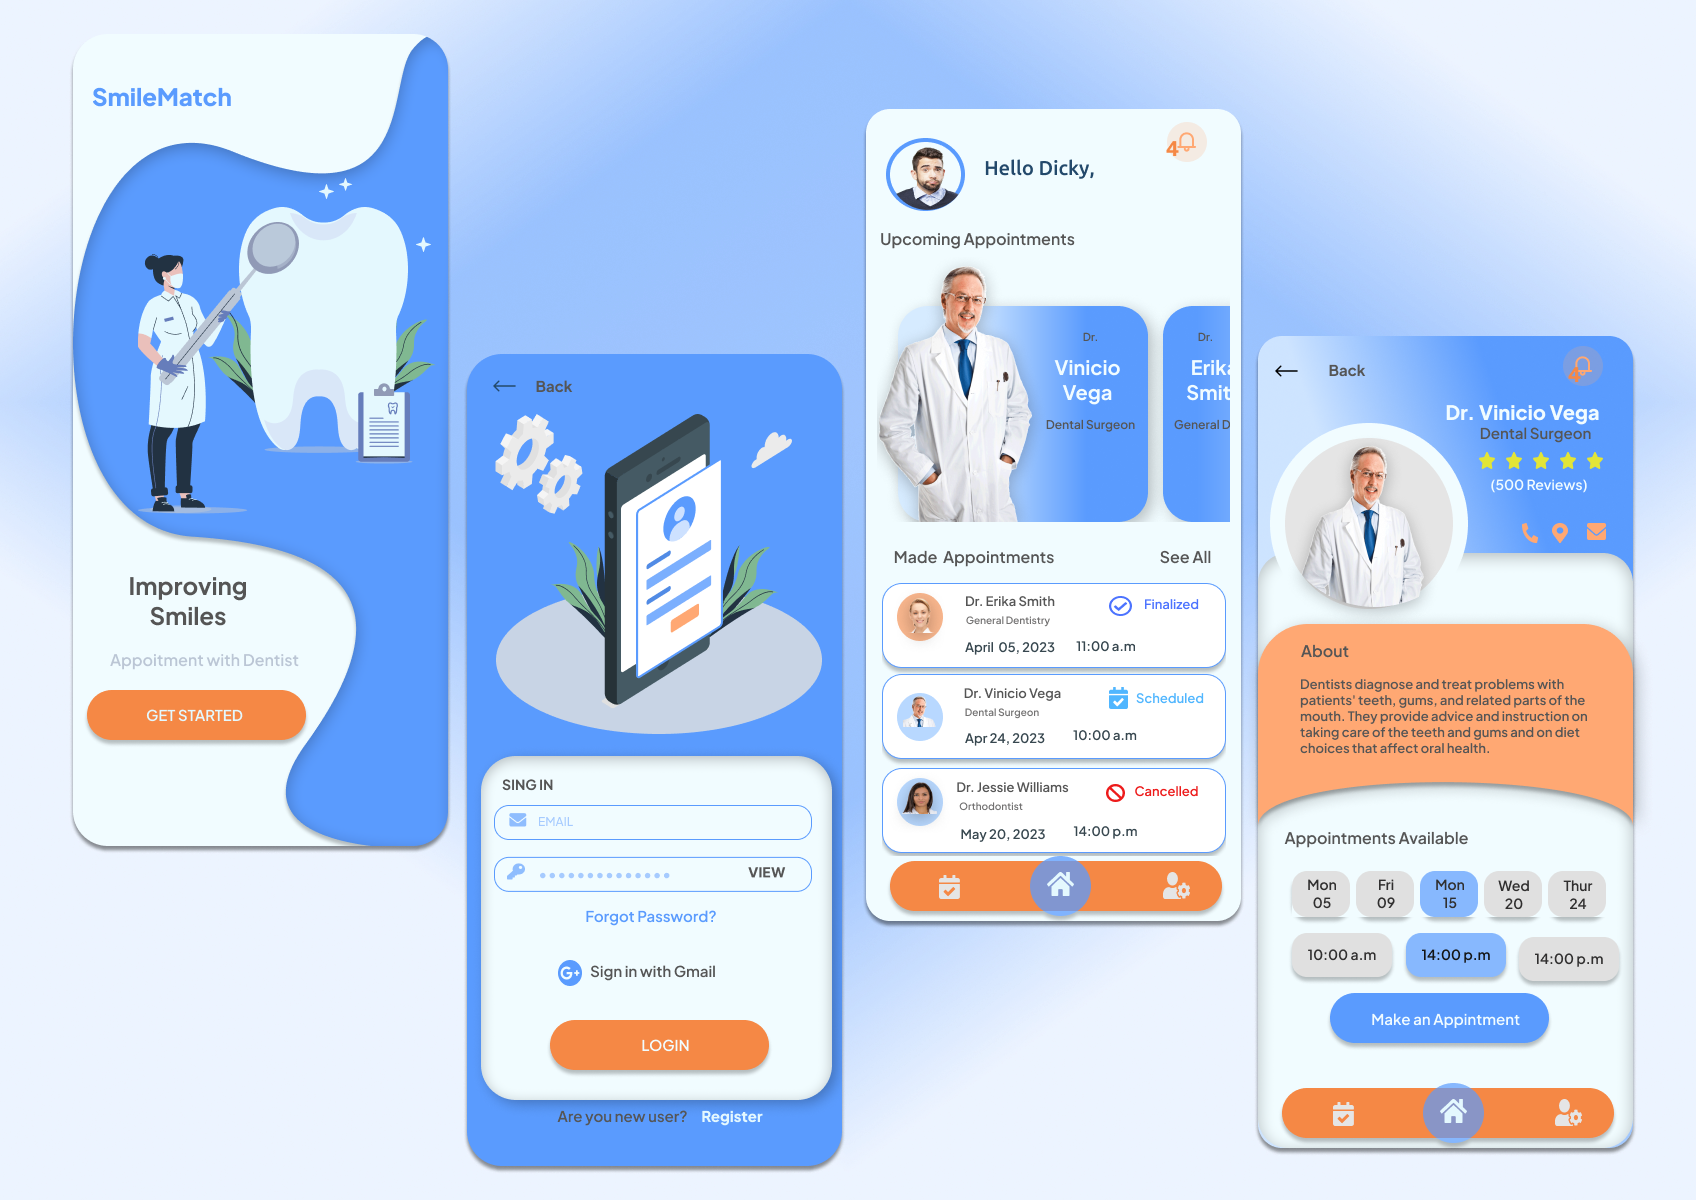 SmileMatch
Improving
Smiles
Appoitment with Dentist
GET STARTED
Back
SING IN
EMAIL
VIEW
Forgot Password?
G+ Sign in with Gmail
LOGIN
Are you new user? Register
4
Hello Dicky,
Upcoming Appointments
Dr.
Vinicio
Vega
Dental Surgeon
Dr.
Erika
Smit
General D
Made Appointments See All
Dr. Erika Smith Finalized
General Dentistry
April 05, 2023 11:00 a.m
Dr. Vinicio Vega Scheduled
Dental Surgeon
Apr 24, 2023 10:00 a.m
Dr. Jessie Williams Cancelled
Orthodontist
May 20, 2023 14:00 p.m
Back
4
Dr. Vinicio Vega
Dental Surgeon
(500 Reviews)
About
Dentists diagnose and treat problems with
patients' teeth, gums, and related parts of the
mouth. They provide advice and instruction on
taking care of the teeth and gums and on diet
choices that affect oral health.
Appointments Available
Mon Fri Mon Wed Thur
05 09 15 20 24
10:00 a.m 14:00 p.m 14:00 p.m
Make an Appintment